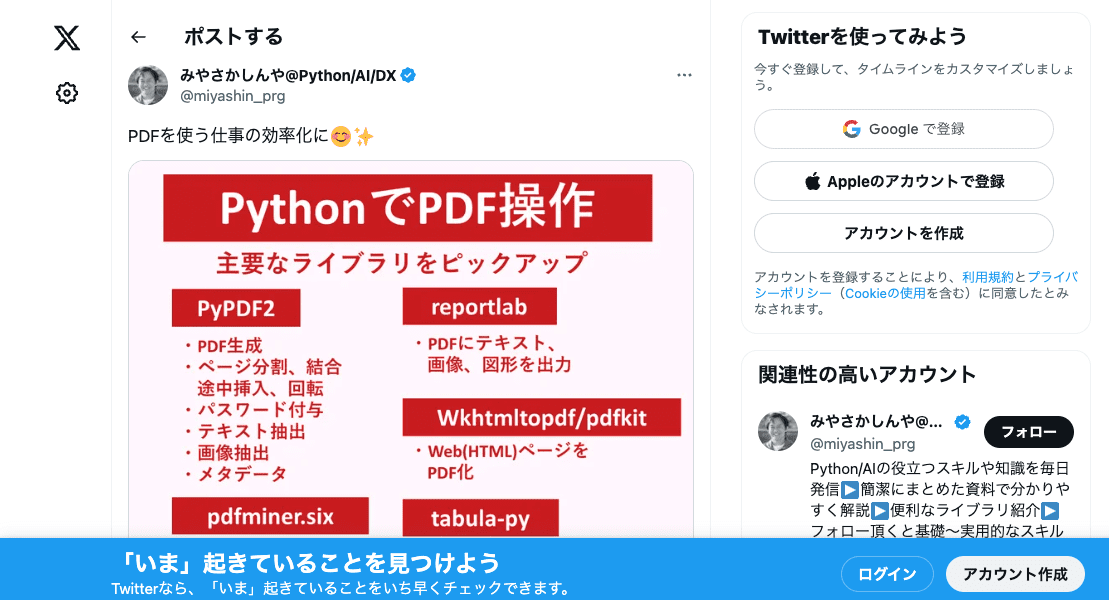 ポストする
みやさかしんや@Python/AI/DX
@miyashin_prg
PDFを使う仕事の効率化に😊✨
PythonでPDF操作
主要なライブラリをピックアップ
PyPDF2
・PDF生成
・ページ分割、結合
途中挿入、回転
・パスワード付与
・テキスト抽出
・画像抽出
・メタデータ
pdfminer.six
reportlab
・PDFにテキスト、
画像、図形を出力
Wkhtmltopdf/pdfkit
・Web(HTML)ページを
PDF化
tabula-py
Twitterを使ってみよう
今すぐ登録して、タイムラインをカスタマイズしましょ
う。
Google で登録
Appleのアカウントで登録
アカウントを作成
アカウントを登録することにより、利用規約とプライバ
シーポリシー（Cookieの使用を含む）に同意したとみ
なされます。
関連性の高いアカウント
みやさかしんや@...
フォロー
@miyashin_prg
Python/AIの役立つスキルや知識を毎日
発信▶️簡潔にまとめた資料で分かりや
すく解説▶️便利なライブラリ紹介▶️
フォロー頂くと基礎〜実用的なスキル
「いま」起きていることを見つけよう
Twitterなら、「いま」起きていることをいち早くチェックできます。
ログイン
アカウント作成